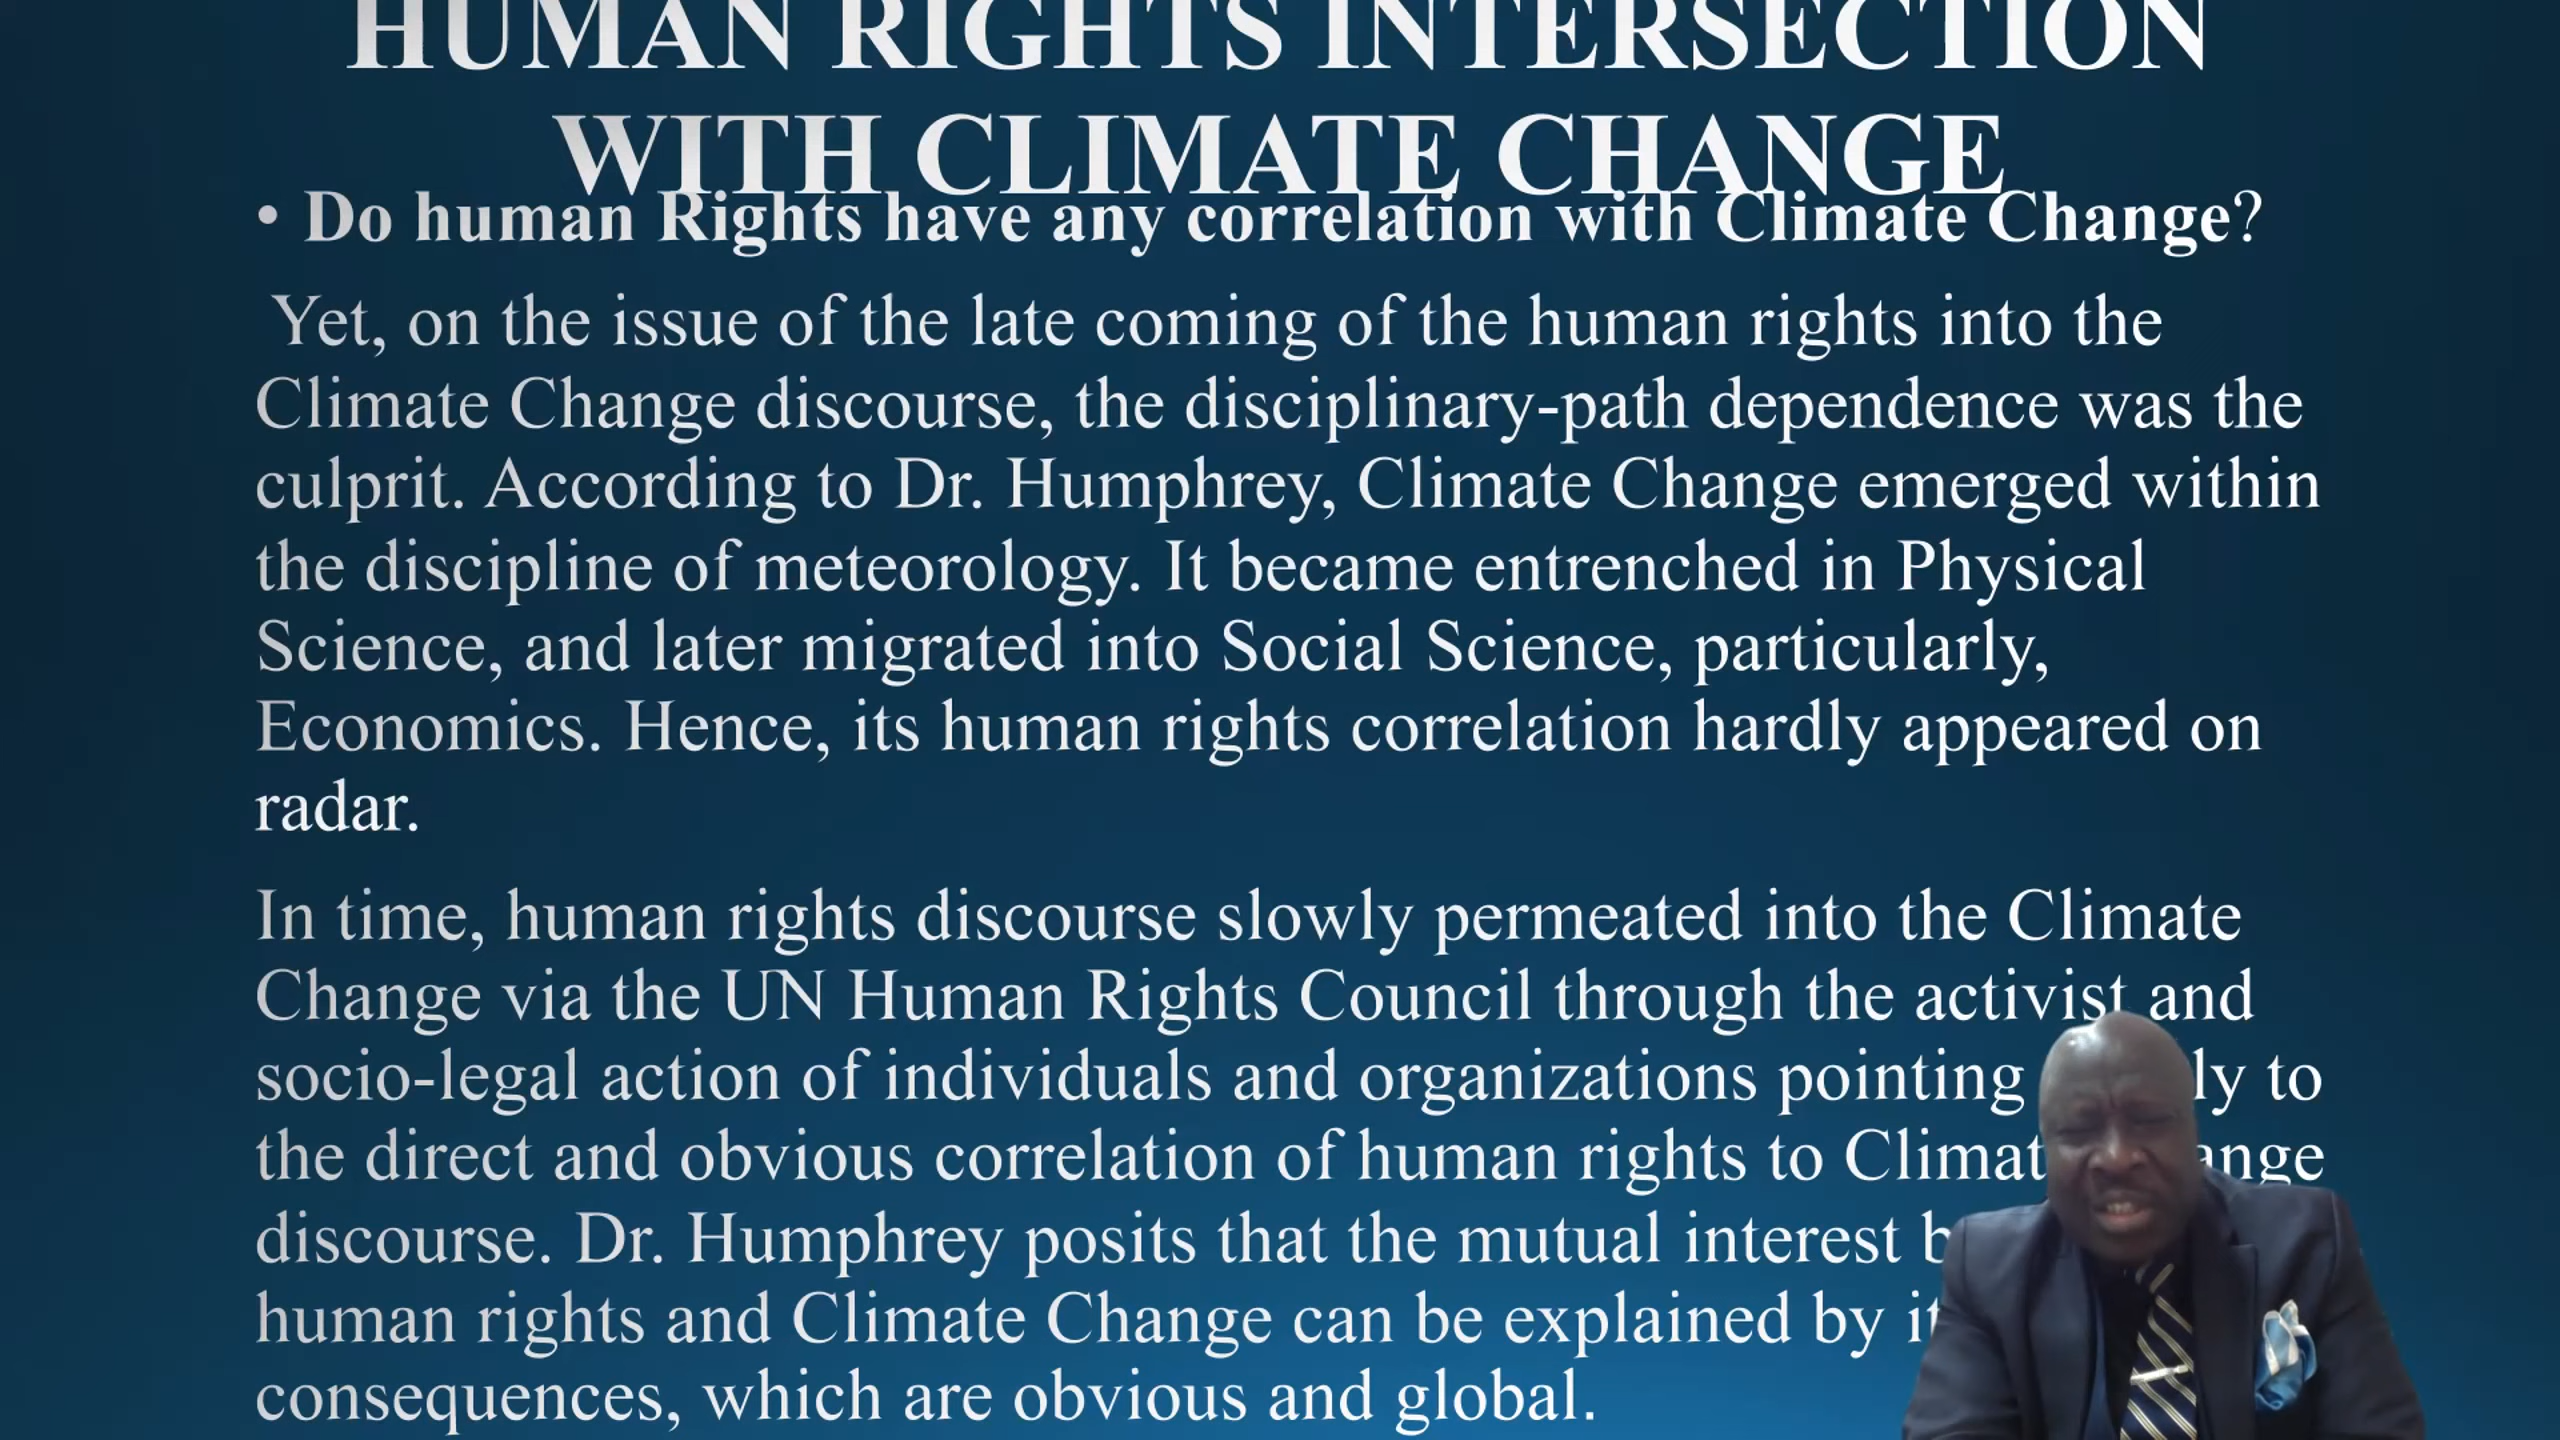 HUMAN RIGHTS INTERSECTION
WITH CLIMATE CHANGE
• Do human Rights have any correlation with Climate Change?
Yet, on the issue of the late coming of the human rights into the
Climate Change discourse, the disciplinary-path dependence was the
culprit. According to Dr. Humphrey, Climate Change emerged within
the discipline of meteorology. It became entrenched in Physical
Science, and later migrated into Social Science, particularly,
Economics. Hence, its human rights correlation hardly appeared on
radar.
In time, human rights discourse slowly permeated into the Climate
Change via the UN Human Rights Council through the activist and
socio-legal action of individuals and organizations pointing to
the direct and obvious correlation of human rights to
discourse. Dr. Humphrey posits that the mutual interest
human rights and Climate Change can be explained by
consequences, which are obvious and global.